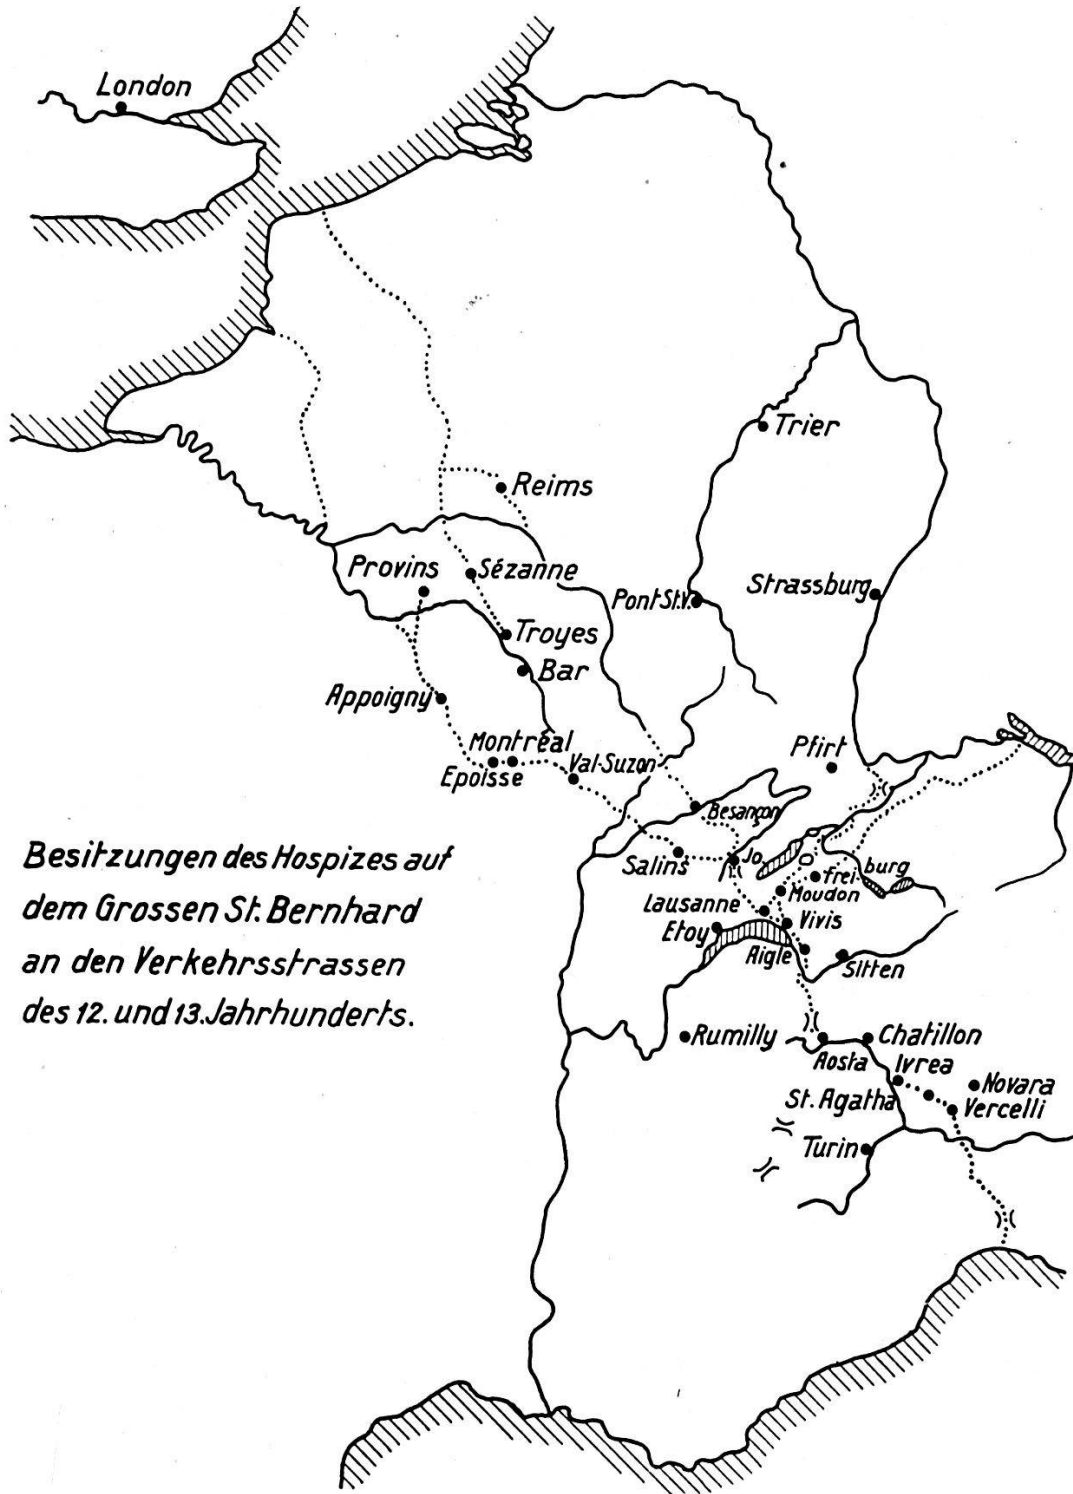 London
Trier
Reims
Provins
Sézanne
Pont St.V.
Strassburg
Troyes
Bar
Appoigny
Montréal
Epoisse
Val-Suzon
Pfirt
Besançon
Salins
Jo.
Frei-burg
Moudon
Lausanne
Vivis
Etoy
Aigle
Sitten
Besitzungen des Hospizes auf
dem Grossen St. Bernhard
an den Verkehrsstrassen
des 12. und 13. Jahrhunderts.
Rumilly
Chatillon
Aosta
Ivrea
Novara
St. Agatha
Vercelli
Turin